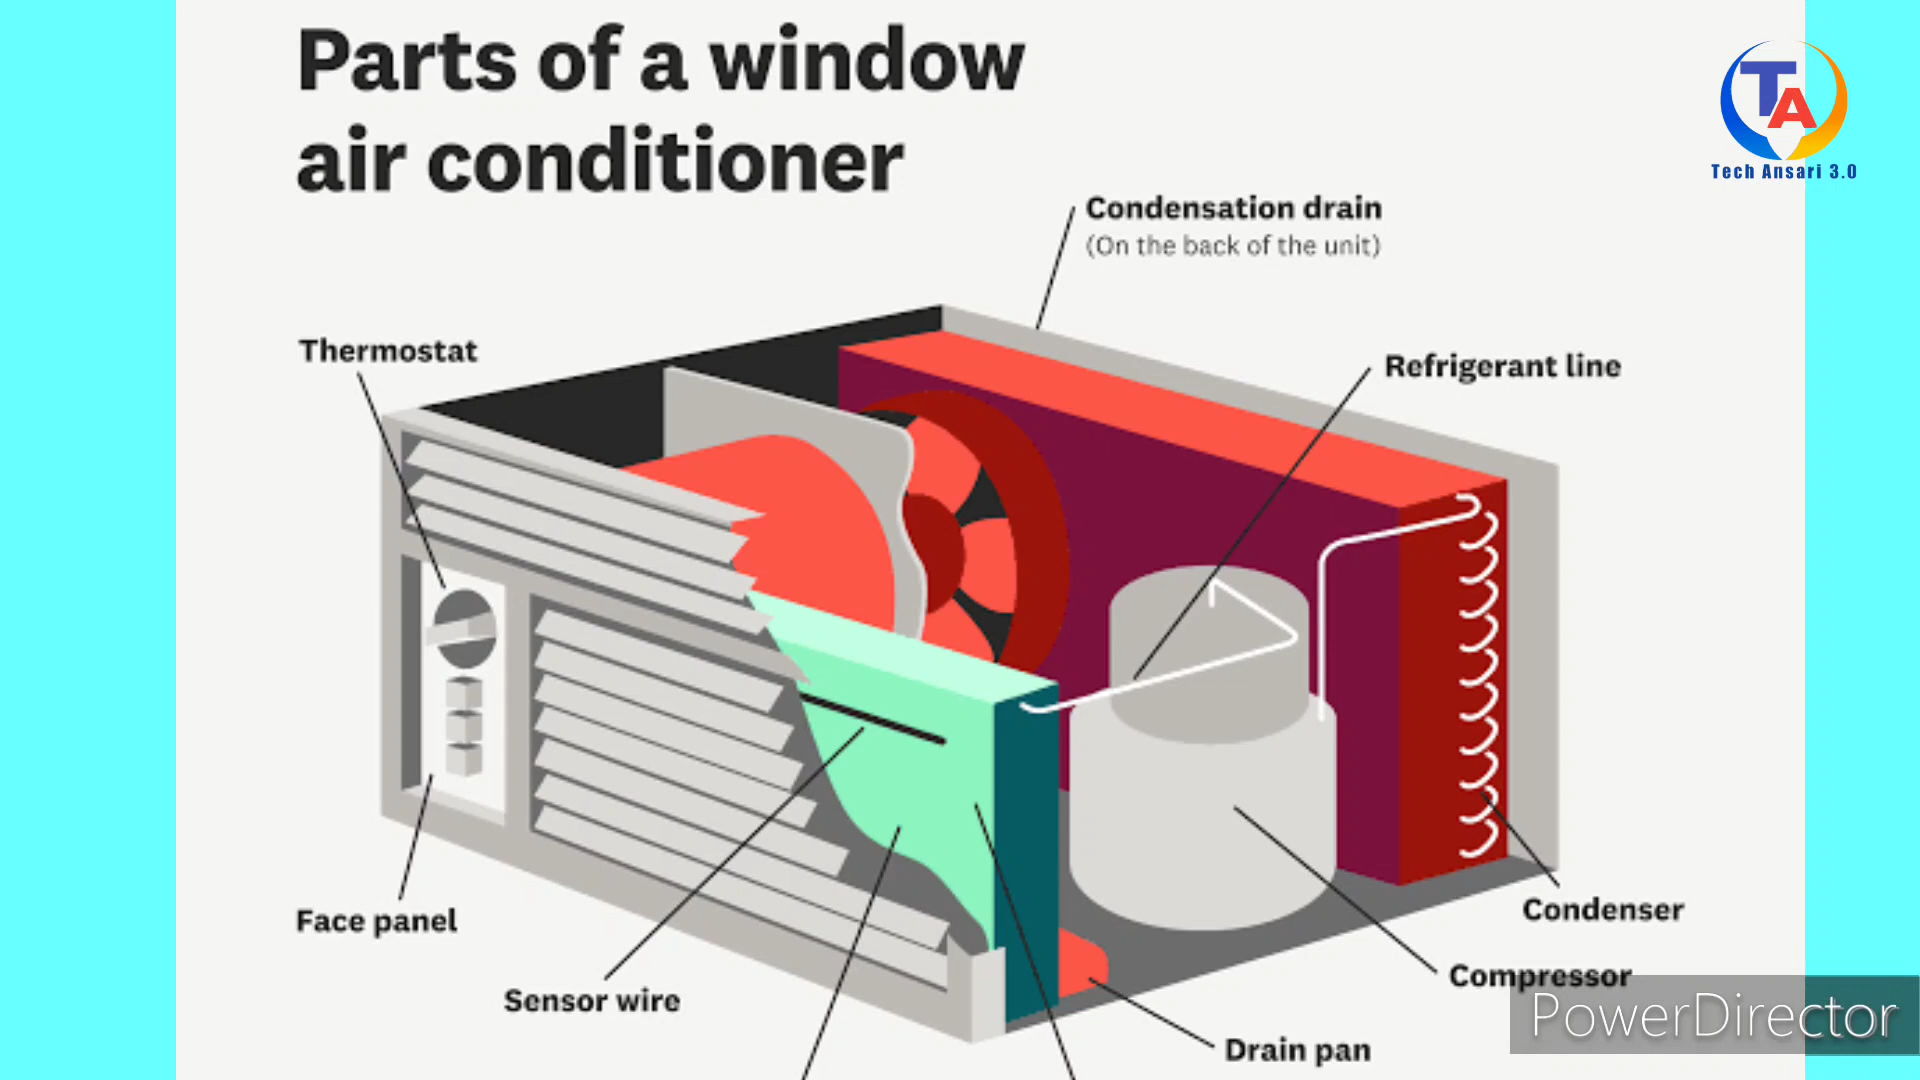 Parts of a window
air conditioner
TA
Tech Ansari 3.0
Condensation drain
(On the back of the unit)
Thermostat
Refrigerant line
Face panel
Condenser
Sensor wire
Compressor
PowerDirector
Drain pan